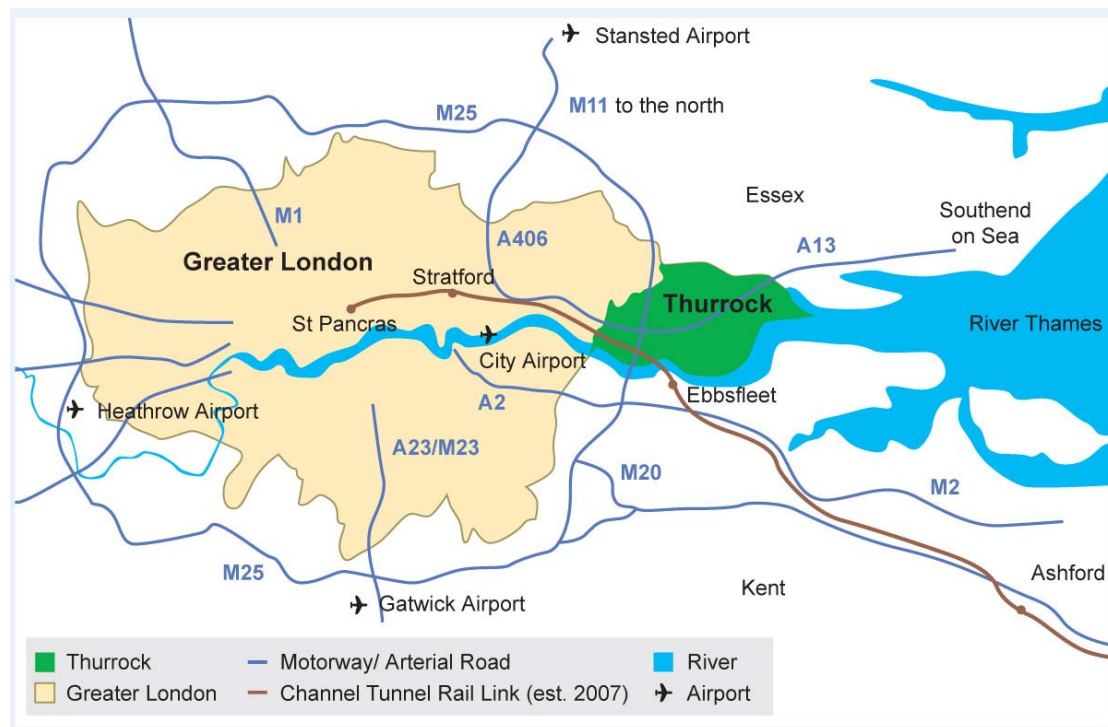 Stansted Airport
M25
M11 to the north
Essex
M1
Southend
on Sea
A406
A13
Greater London
Stratford
Thurrock
St Pancras
River Thames
City Airport
Ebbsfleet
Heathrow Airport
A2
A23/M23
M20
M2
M25
Ashford
Kent
Gatwick Airport
Thurrock
Motorway/ Arterial Road
River
Greater London
Channel Tunnel Rail Link (est. 2007)
Airport